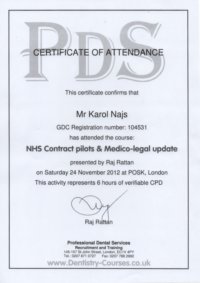 PDS
CERTIFICATE OF ATTENDANCE
This certificate confirms that
Mr Karol Najs
GDC Registration number: 104531
has attended the course:
NHS Contract pilots & Medico-legal update
presented by Raj Rattan
on Saturday 24 November 2012 at POSK, London
This activity represents 6 hours of verifiable CPD
Raj Rattan
Professional Dental Services
Recruitment and Training
London, EC1V 4PY
www.Dentistry-Courses.co.uk